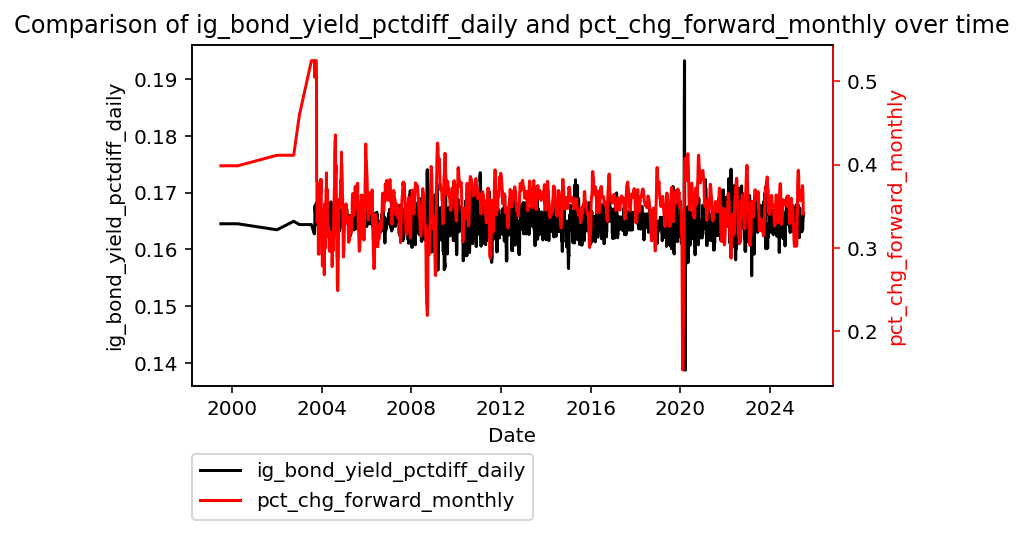 Comparison of ig_bond_yield_pctdiff_daily and pct_chg_forward_monthly over time
ig_bond_yield_pctdiff_daily
0.19
0.18
0.17
0.16
0.15
0.14
0.5
0.4
0.3
0.2
pct_chg_forward_monthly
2000 2004 2008 2012 2016 2020 2024
Date
ig_bond_yield_pctdiff_daily
pct_chg_forward_monthly